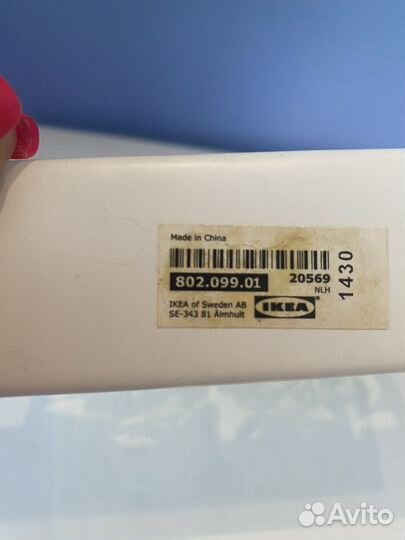 Made in China
802.099.01
20569
NLH
1430
IKEA of Sweden AB
SE-343 81 Älmhult
IKEA
Avito